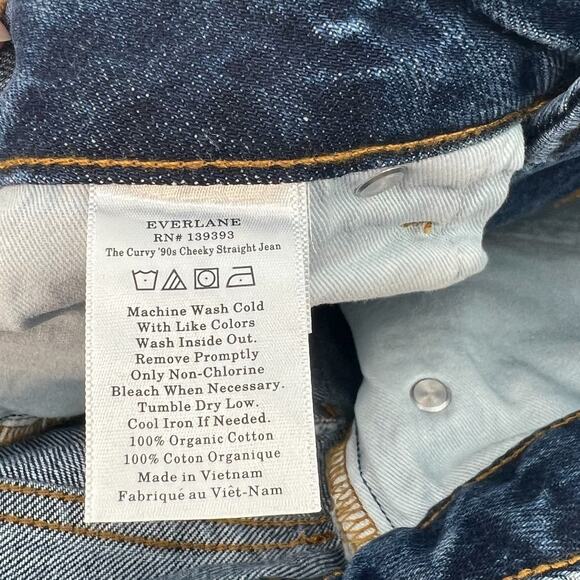 EVERLANE
RN# 139393
The Curvy '90s Cheeky Straight Jean
Machine Wash Cold
With Like Colors
Wash Inside Out.
Remove Promptly
Only Non-Chlorine
Bleach When Necessary.
Tumble Dry Low.
Cool Iron If Needed.
100% Organic Cotton
100% Coton Organique
Made in Vietnam
Fabriqué au Viêt-Nam